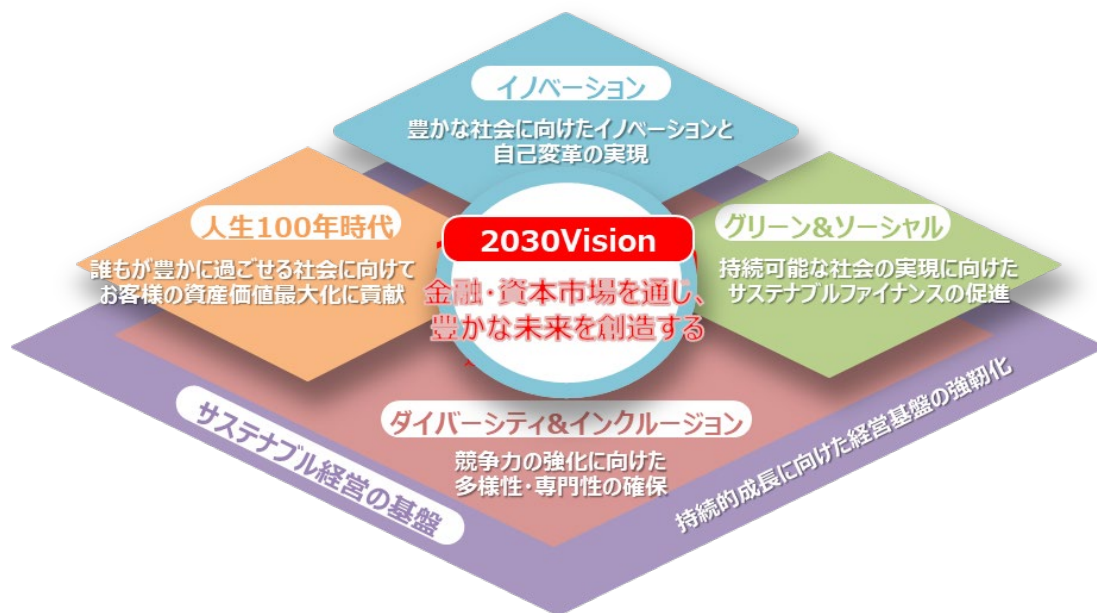 イノベーション
豊かな社会に向けたイノベーションと
自己変革の実現
人生100年時代
誰もが豊かに過ごせる社会に向けて
お客様の資産価値最大化に貢献
2030Vision
金融・資本市場を通じ、
豊かな未来を創造する
グリーン&ソーシャル
持続可能な社会の実現に向けた
サステナブルファイナンスの促進
ダイバーシティ&インクルージョン
競争力の強化に向けた
多様性・専門性の確保
サステナブル経営の基盤
持続的成長に向けた経営基盤の強靭化